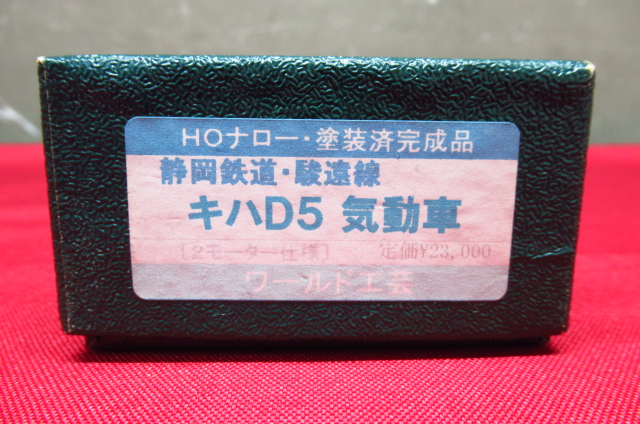 HOナロー・塗装済完成品
静岡鉄道・駿遠線
キハD5 気動車
〔2モーター仕様〕 定価¥23,000
ワールド工芸